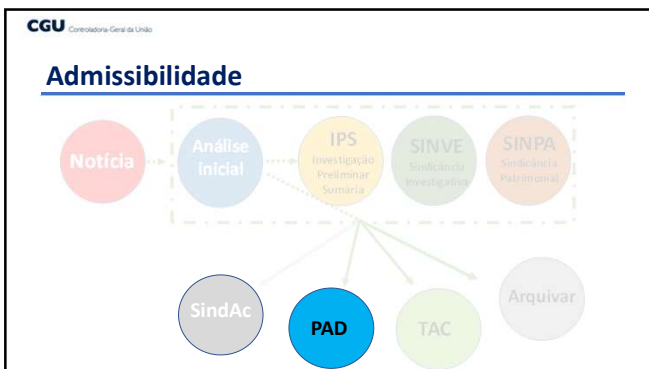 CGU Controladoria-Geral da União
Admissibilidade
Notícia
Análise
inicial
IPS
Investigação
Preliminar
Sumária
SINVE
Sindicância
Investigativa
SINPA
Sindicância
Patrimonial
SindAc
PAD
TAC
Arquivar